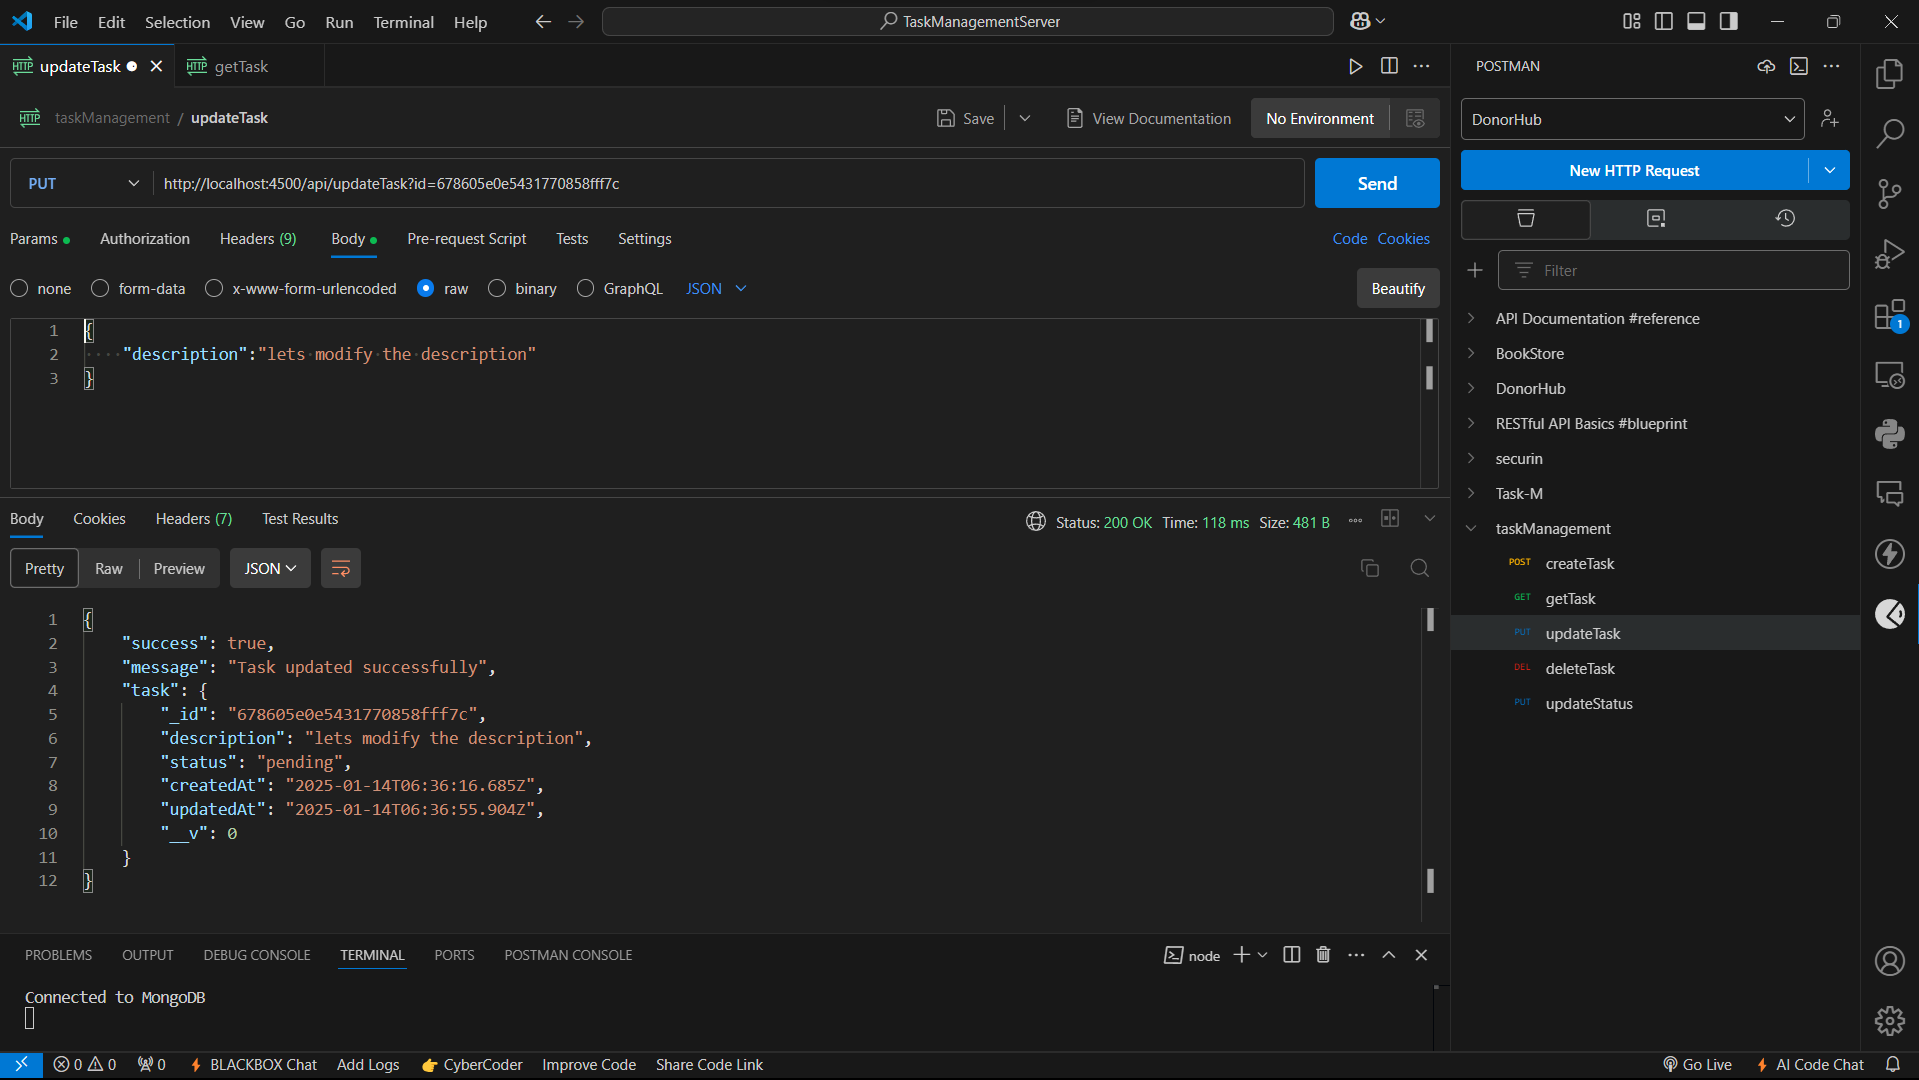 File Edit Selection View Go Run Terminal Help
TaskManagementServer
HTTP updateTask
HTTP getTask
HTTP taskManagement / updateTask
Save
View Documentation
No Environment
PUT
http://localhost:4500/api/updateTask?id=678605e0e5431770858fff7c
Send
Params
Authorization
Headers (9)
Body
Pre-request Script
Tests
Settings
Code
Cookies
none
form-data
x-www-form-urlencoded
raw
binary
GraphQL
JSON
Beautify
1 {
2 ····"description":"lets·modify·the·description"
3 }
Body
Cookies
Headers (7)
Test Results
Status: 200 OK Time: 118 ms Size: 481 B
Pretty
Raw
Preview
JSON
1 {
2 "success": true,
3 "message": "Task updated successfully",
4 "task": {
5 "_id": "678605e0e5431770858fff7c",
6 "description": "lets modify the description",
7 "status": "pending",
8 "createdAt": "2025-01-14T06:36:16.685Z",
9 "updatedAt": "2025-01-14T06:36:55.904Z",
10 "__v": 0
11 }
12 }
PROBLEMS
OUTPUT
DEBUG CONSOLE
TERMINAL
PORTS
POSTMAN CONSOLE
node
Connected to MongoDB
POSTMAN
DonorHub
New HTTP Request
Filter
API Documentation #reference
BookStore
DonorHub
RESTful API Basics #blueprint
securin
Task-M
taskManagement
POST createTask
GET getTask
PUT updateTask
DEL deleteTask
PUT updateStatus
1
0 0
0
BLACKBOX Chat
Add Logs
CyberCoder
Improve Code
Share Code Link
Go Live
AI Code Chat